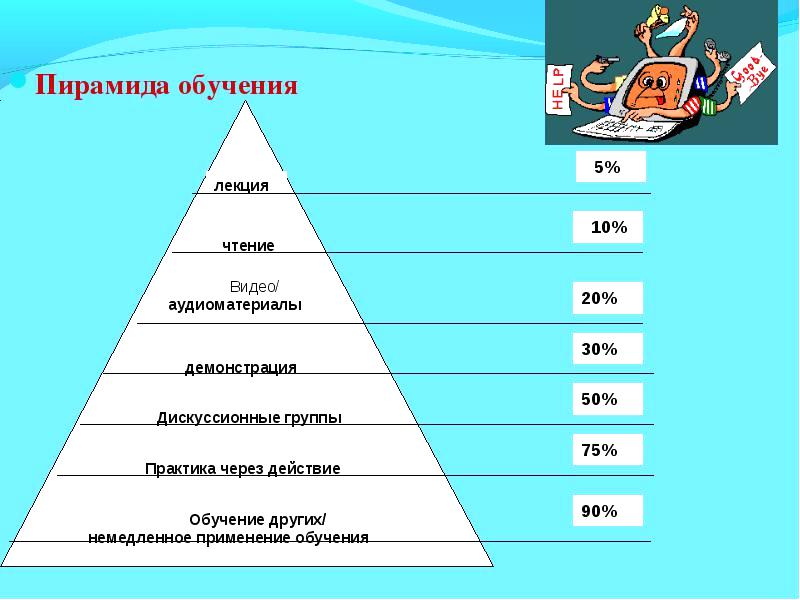 Пирамида обучения
HELP
Good
Bye
лекция
5%
чтение
10%
Видео/
аудиоматериалы
20%
демонстрация
30%
Дискуссионные группы
50%
Практика через действие
75%
Обучение других/
немедленное применение обучения
90%